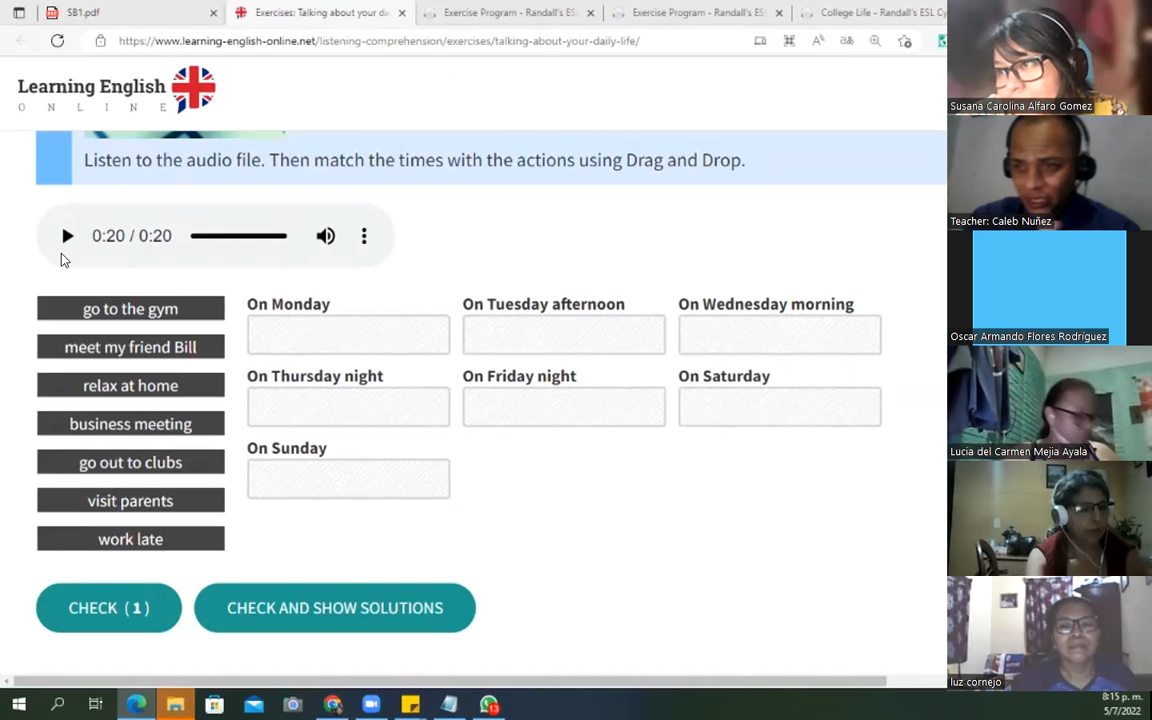 SB1.pdf
Exercises: Talking about your da
Exercise Program - Randall's ESL
Exercise Program - Randall's ESL
College Life - Randall's ESL Cy
https://www.learning-english-online.net/listening-comprehension/exercises/talking-about-your-daily-life/
Learning English
ONLINE
Listen to the audio file. Then match the times with the actions using Drag and Drop.
0:20 / 0:20
go to the gym
meet my friend Bill
relax at home
business meeting
go out to clubs
visit parents
work late
On Monday
On Tuesday afternoon
On Wednesday morning
On Thursday night
On Friday night
On Saturday
On Sunday
CHECK ( 1 )
CHECK AND SHOW SOLUTIONS
Susana Carolina Alfaro Gomez
Teacher: Caleb Nuñez
Oscar Armando Flores Rodríguez
Lucia del Carmen Mejia Ayala
luz cornejo
13
8:15 p. m.
5/7/2022